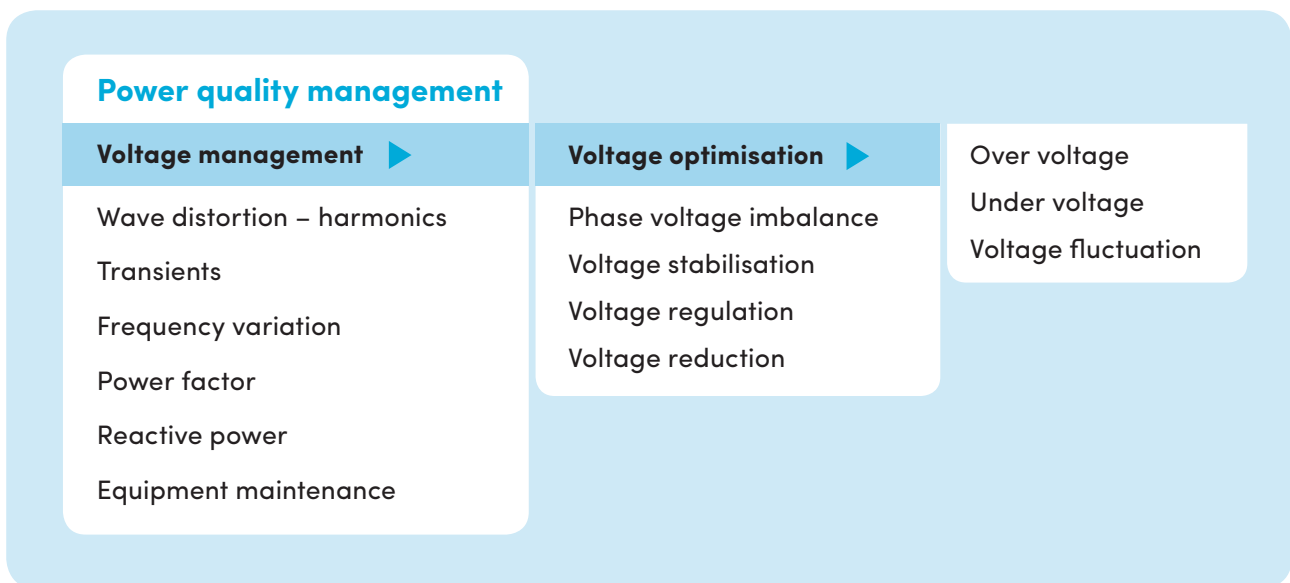 Power quality management
Voltage management
Wave distortion – harmonics
Transients
Frequency variation
Power factor
Reactive power
Equipment maintenance
Voltage optimisation
Phase voltage imbalance
Voltage stabilisation
Voltage regulation
Voltage reduction
Over voltage
Under voltage
Voltage fluctuation